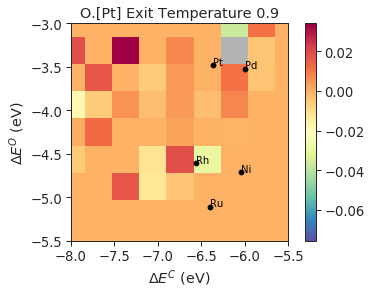 O.[Pt] Exit Temperature 0.9
−3.0
−3.5
−4.0
−4.5
−5.0
−5.5
ΔE^O (eV)
Pt
Pd
Rh
Ni
Ru
−8.0 −7.5 −7.0 −6.5 −6.0 −5.5
ΔE^C (eV)
0.02
0.00
−0.02
−0.04
−0.06